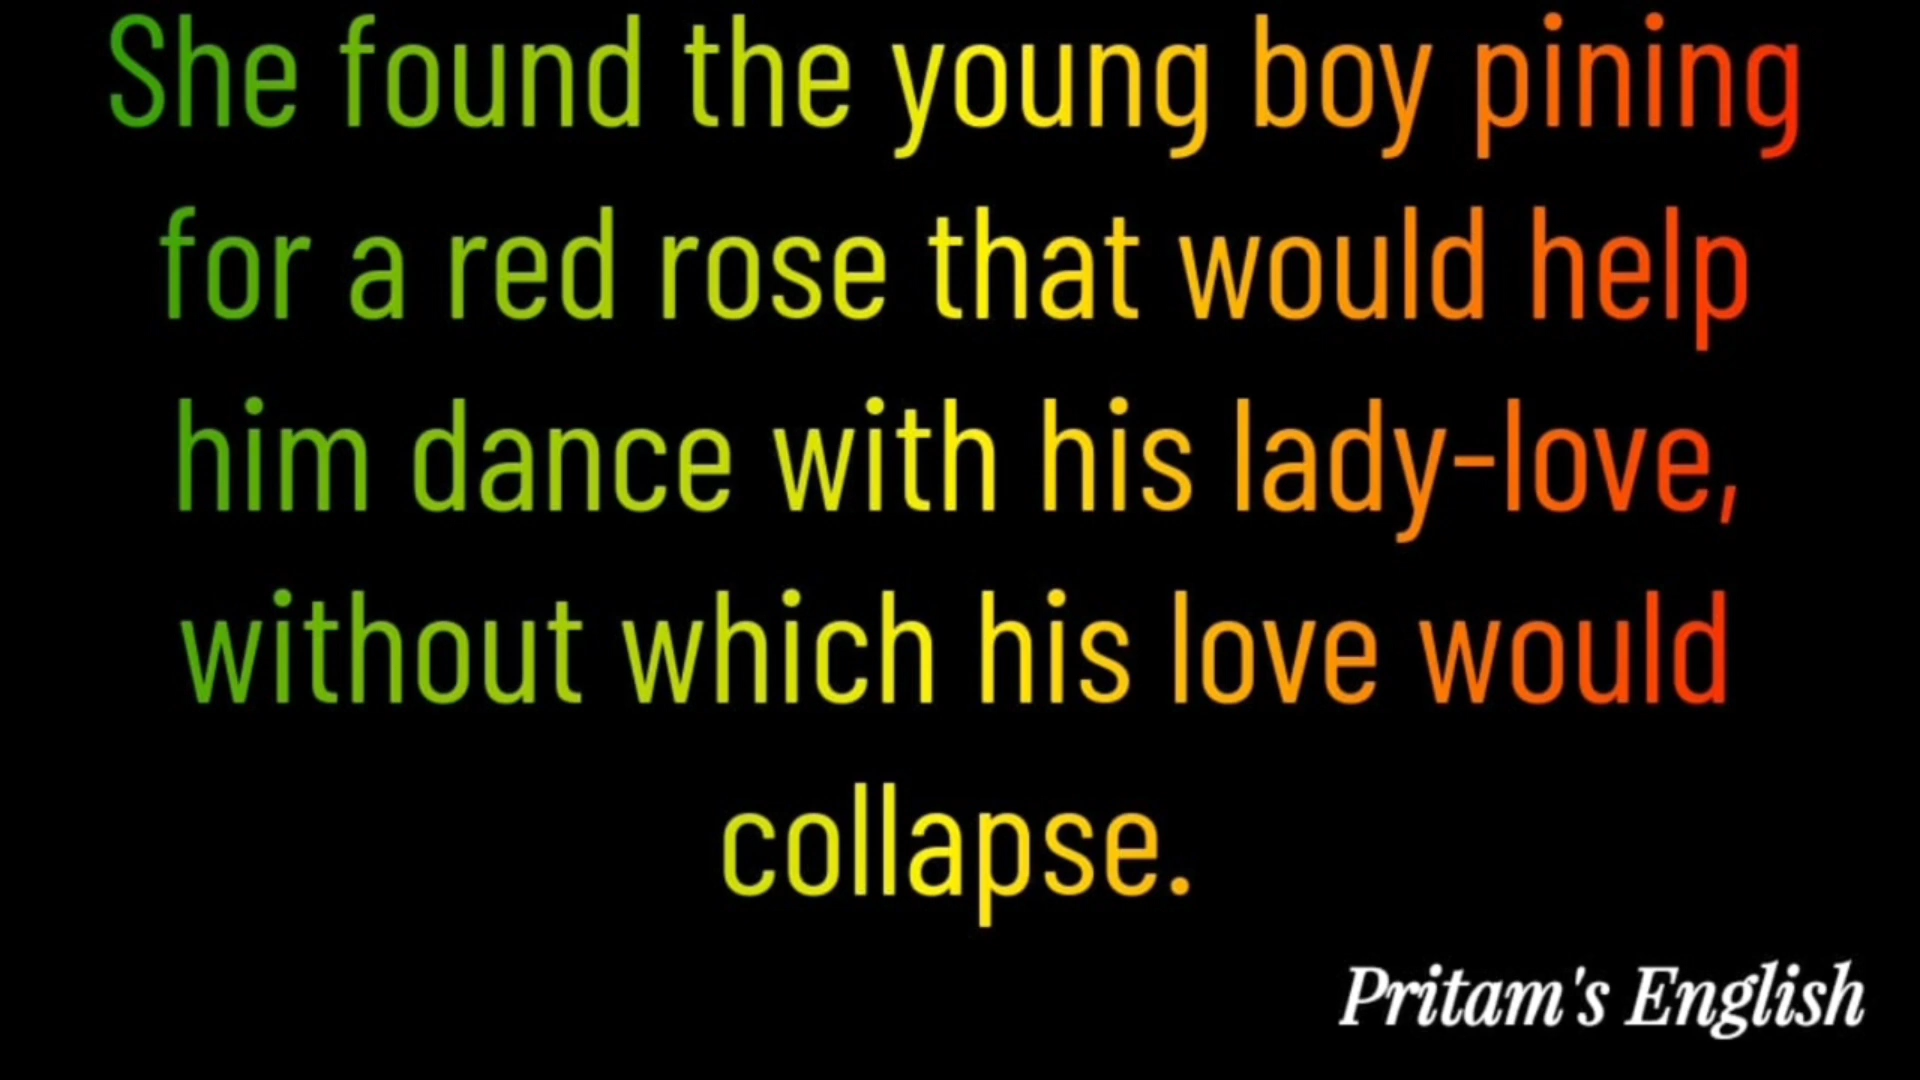 She found the young boy pining
for a red rose that would help
him dance with his lady-love,
without which his love would
collapse.
Pritam's English